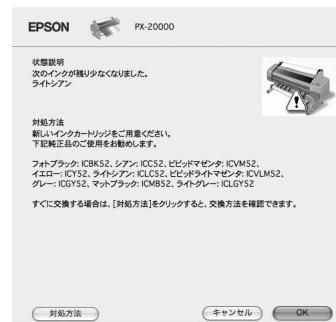 EPSON PX-20000
状態説明
次のインクが残り少なくなりました。
ライトシアン
対処方法
新しいインクカートリッジをご用意ください。
下記純正品のご使用をお勧めします。
フォトブラック: ICBK52、シアン: ICC52、ビビッドマゼンタ: ICVM52、
イエロー: ICY52、ライトシアン: ICLC52、ビビッドライトマゼンタ: ICVLM52、
グレー: ICGY52、マットブラック: ICMB52、ライトグレー: ICLGY52
すぐに交換する場合は、[対処方法]をクリックすると、交換方法を確認できます。
対処方法 キャンセル OK